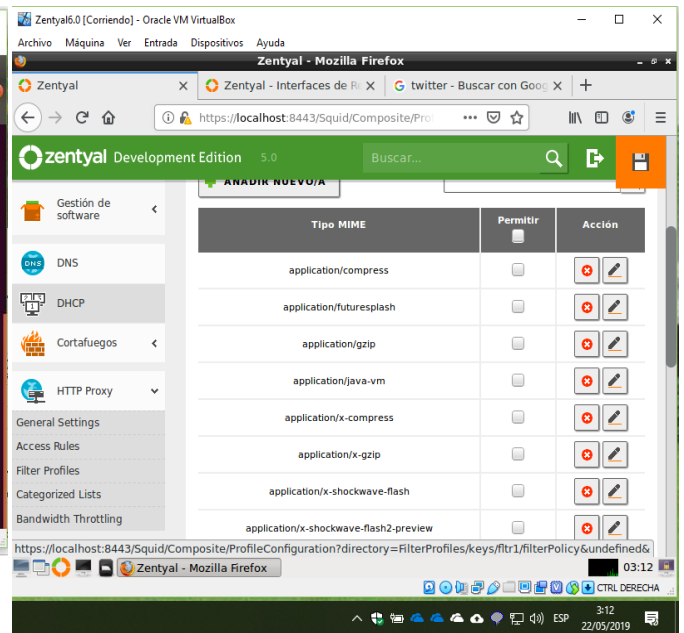 Zentyal6.0 [Corriendo] - Oracle VM VirtualBox
Archivo Máquina Ver Entrada Dispositivos Ayuda
Zentyal - Mozilla Firefox
Zentyal
Zentyal - Interfaces de Re
twitter - Buscar con Goog
https://localhost:8443/Squid/Composite/Pro
zentyal Development Edition 5.0
Buscar...
Gestión de
software
DNS
DNS
DHCP
Cortafuegos
HTTP Proxy
General Settings
Access Rules
Filter Profiles
Categorized Lists
Bandwidth Throttling
AÑADIR NUEVO/A
Tipo MIME Permitir Acción
application/compress
application/futuresplash
application/gzip
application/java-vm
application/x-compress
application/x-gzip
application/x-shockwave-flash
application/x-shockwave-flash2-preview
https://localhost:8443/Squid/Composite/ProfileConfiguration?directory=FilterProfiles/keys/fltr1/filterPolicy&undefined&
Zentyal - Mozilla Firefox
03:12
CTRL DERECHA
ESP
3:12
22/05/2019